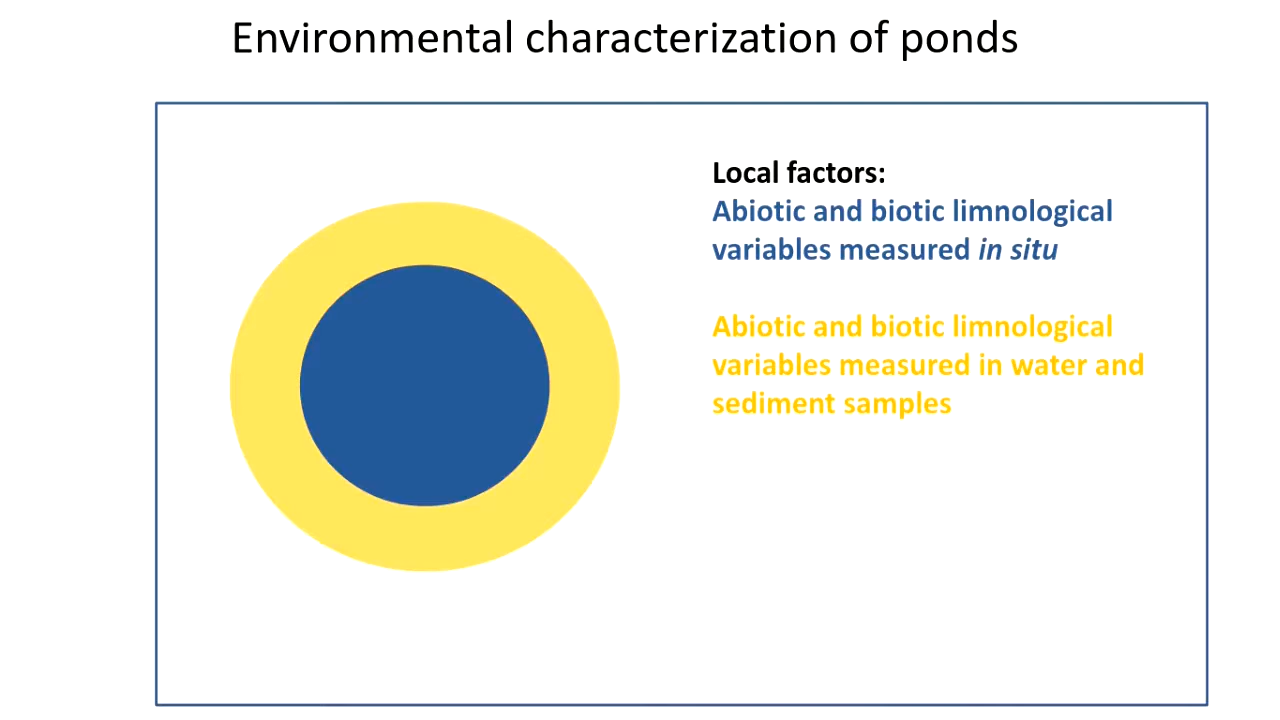 Environmental characterization of ponds
Local factors:
Abiotic and biotic limnological
variables measured in situ
Abiotic and biotic limnological
variables measured in water and
sediment samples